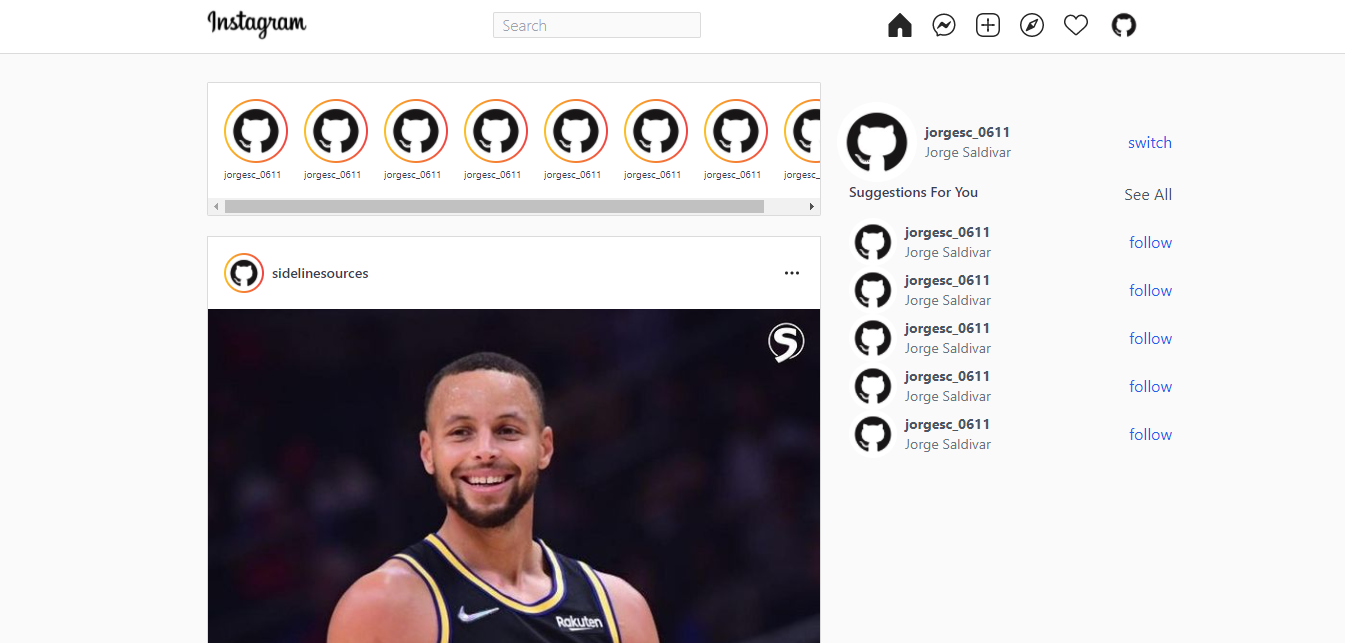 Instagram
Search
jorgesc_0611
jorgesc_0611
jorgesc_0611
jorgesc_0611
jorgesc_0611
jorgesc_0611
jorgesc_0611
jorgesc_
sidelinesources
S
Rakuten
jorgesc_0611
Jorge Saldivar
switch
Suggestions For You
See All
jorgesc_0611
Jorge Saldivar
follow
jorgesc_0611
Jorge Saldivar
follow
jorgesc_0611
Jorge Saldivar
follow
jorgesc_0611
Jorge Saldivar
follow
jorgesc_0611
Jorge Saldivar
follow